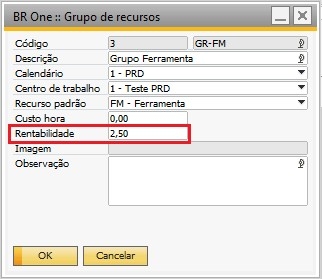 BR One :: Grupo de recursos
Código 3 GR-FM
Descrição Grupo Ferramenta
Calendário 1 - PRD
Centro de trabalho 1 - Teste PRD
Recurso padrão FM - Ferramenta
Custo hora 0,00
Rentabilidade 2,50
Imagem
Observação
OK Cancelar